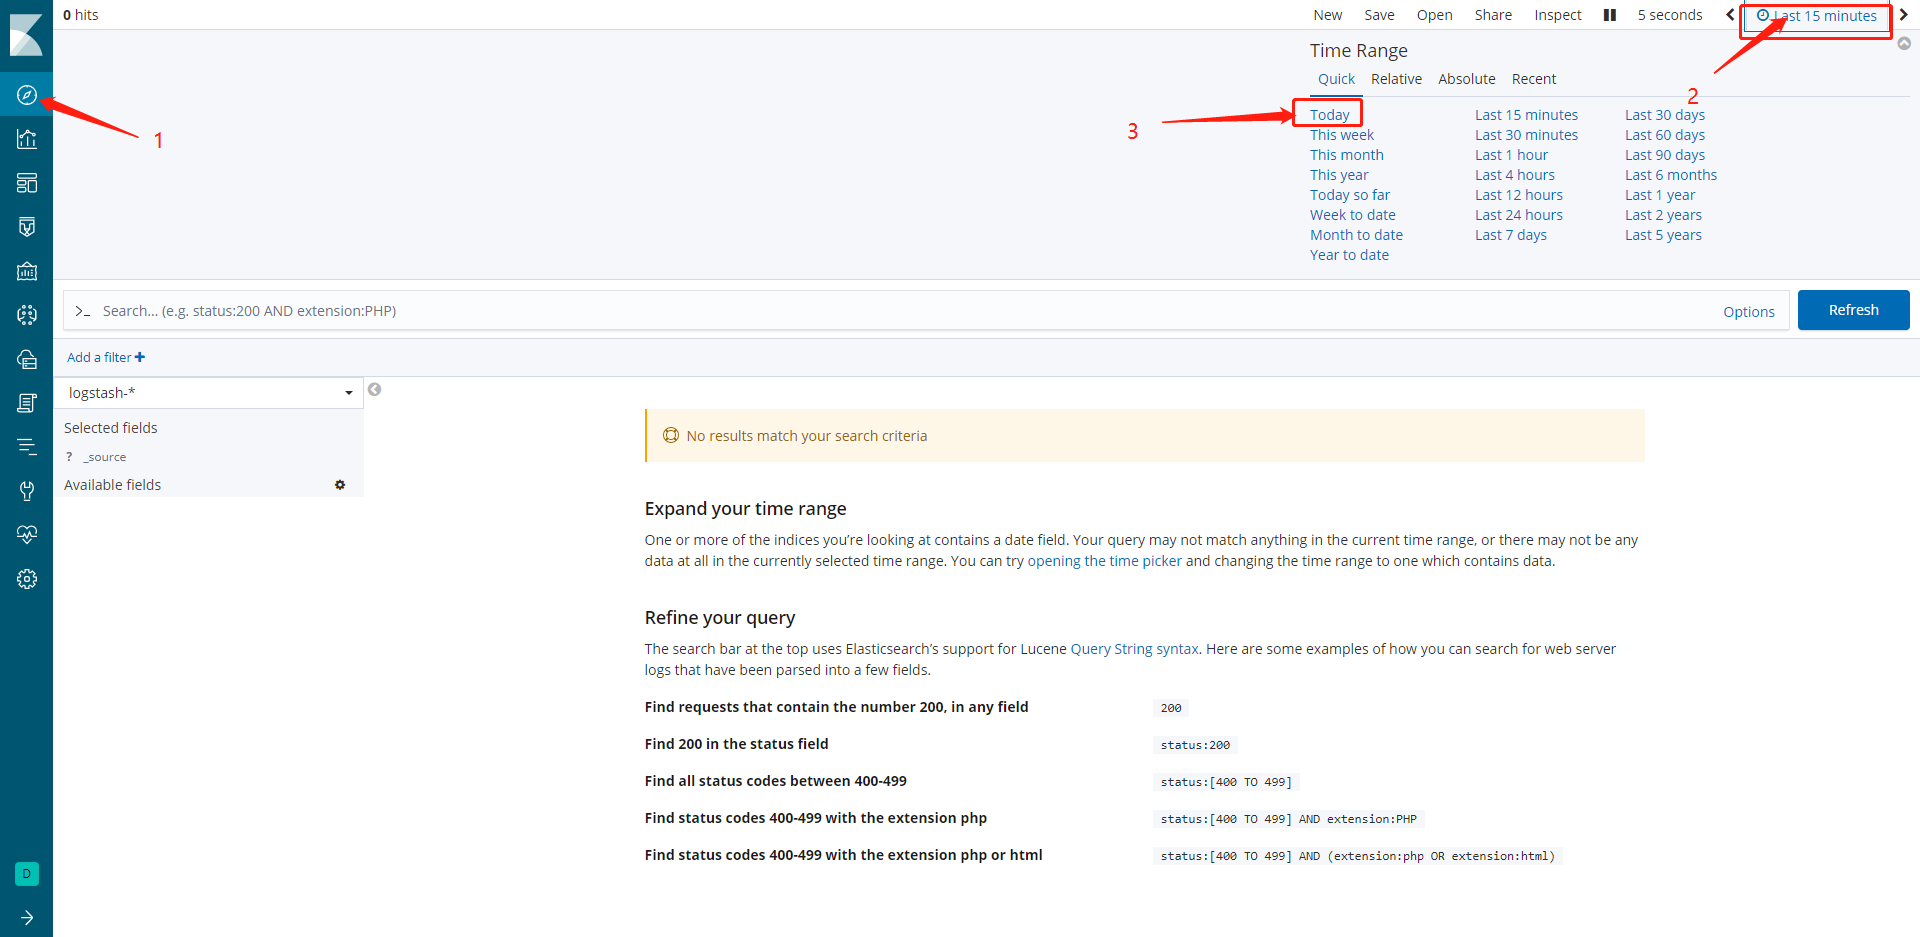 0 hits
New Save Open Share Inspect 5 seconds Last 15 minutes
Time Range
Quick Relative Absolute Recent
2
1
3
Today Last 15 minutes Last 30 days
This week Last 30 minutes Last 60 days
This month Last 1 hour Last 90 days
This year Last 4 hours Last 6 months
Today so far Last 12 hours Last 1 year
Week to date Last 24 hours Last 2 years
Month to date Last 7 days Last 5 years
Year to date
>_ Search... (e.g. status:200 AND extension:PHP) Options Refresh
Add a filter +
logstash-*
Selected fields
? _source
Available fields
No results match your search criteria
Expand your time range
One or more of the indices you're looking at contains a date field. Your query may not match anything in the current time range, or there may not be any
data at all in the currently selected time range. You can try opening the time picker and changing the time range to one which contains data.
Refine your query
The search bar at the top uses Elasticsearch's support for Lucene Query String syntax. Here are some examples of how you can search for web server
logs that have been parsed into a few fields.
Find requests that contain the number 200, in any field 200
Find 200 in the status field status:200
Find all status codes between 400-499 status:[400 TO 499]
Find status codes 400-499 with the extension php status:[400 TO 499] AND extension:PHP
Find status codes 400-499 with the extension php or html status:[400 TO 499] AND (extension:php OR extension:html)
D